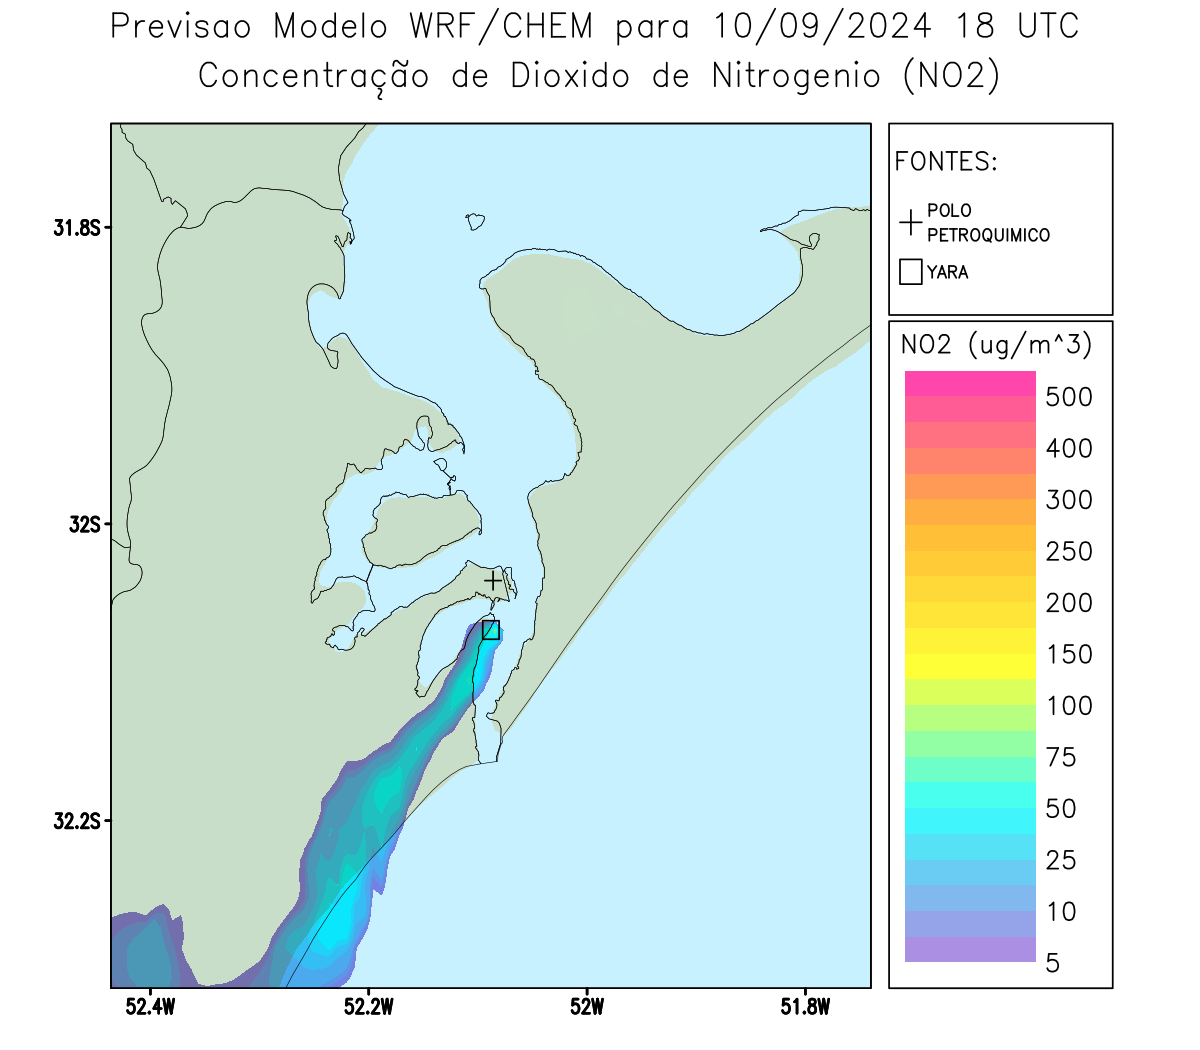 Previsao Modelo WRF/CHEM para 10/09/2024 18 UTC
Concentração de Dioxido de Nitrogenio (NO2)
FONTES:
POLO
PETROQUIMICO
YARA
NO2 (ug/m^3)
500
400
300
250
200
150
100
75
50
25
10
5
31.8S
32S
32.2S
52.4W
52.2W
52W
51.8W